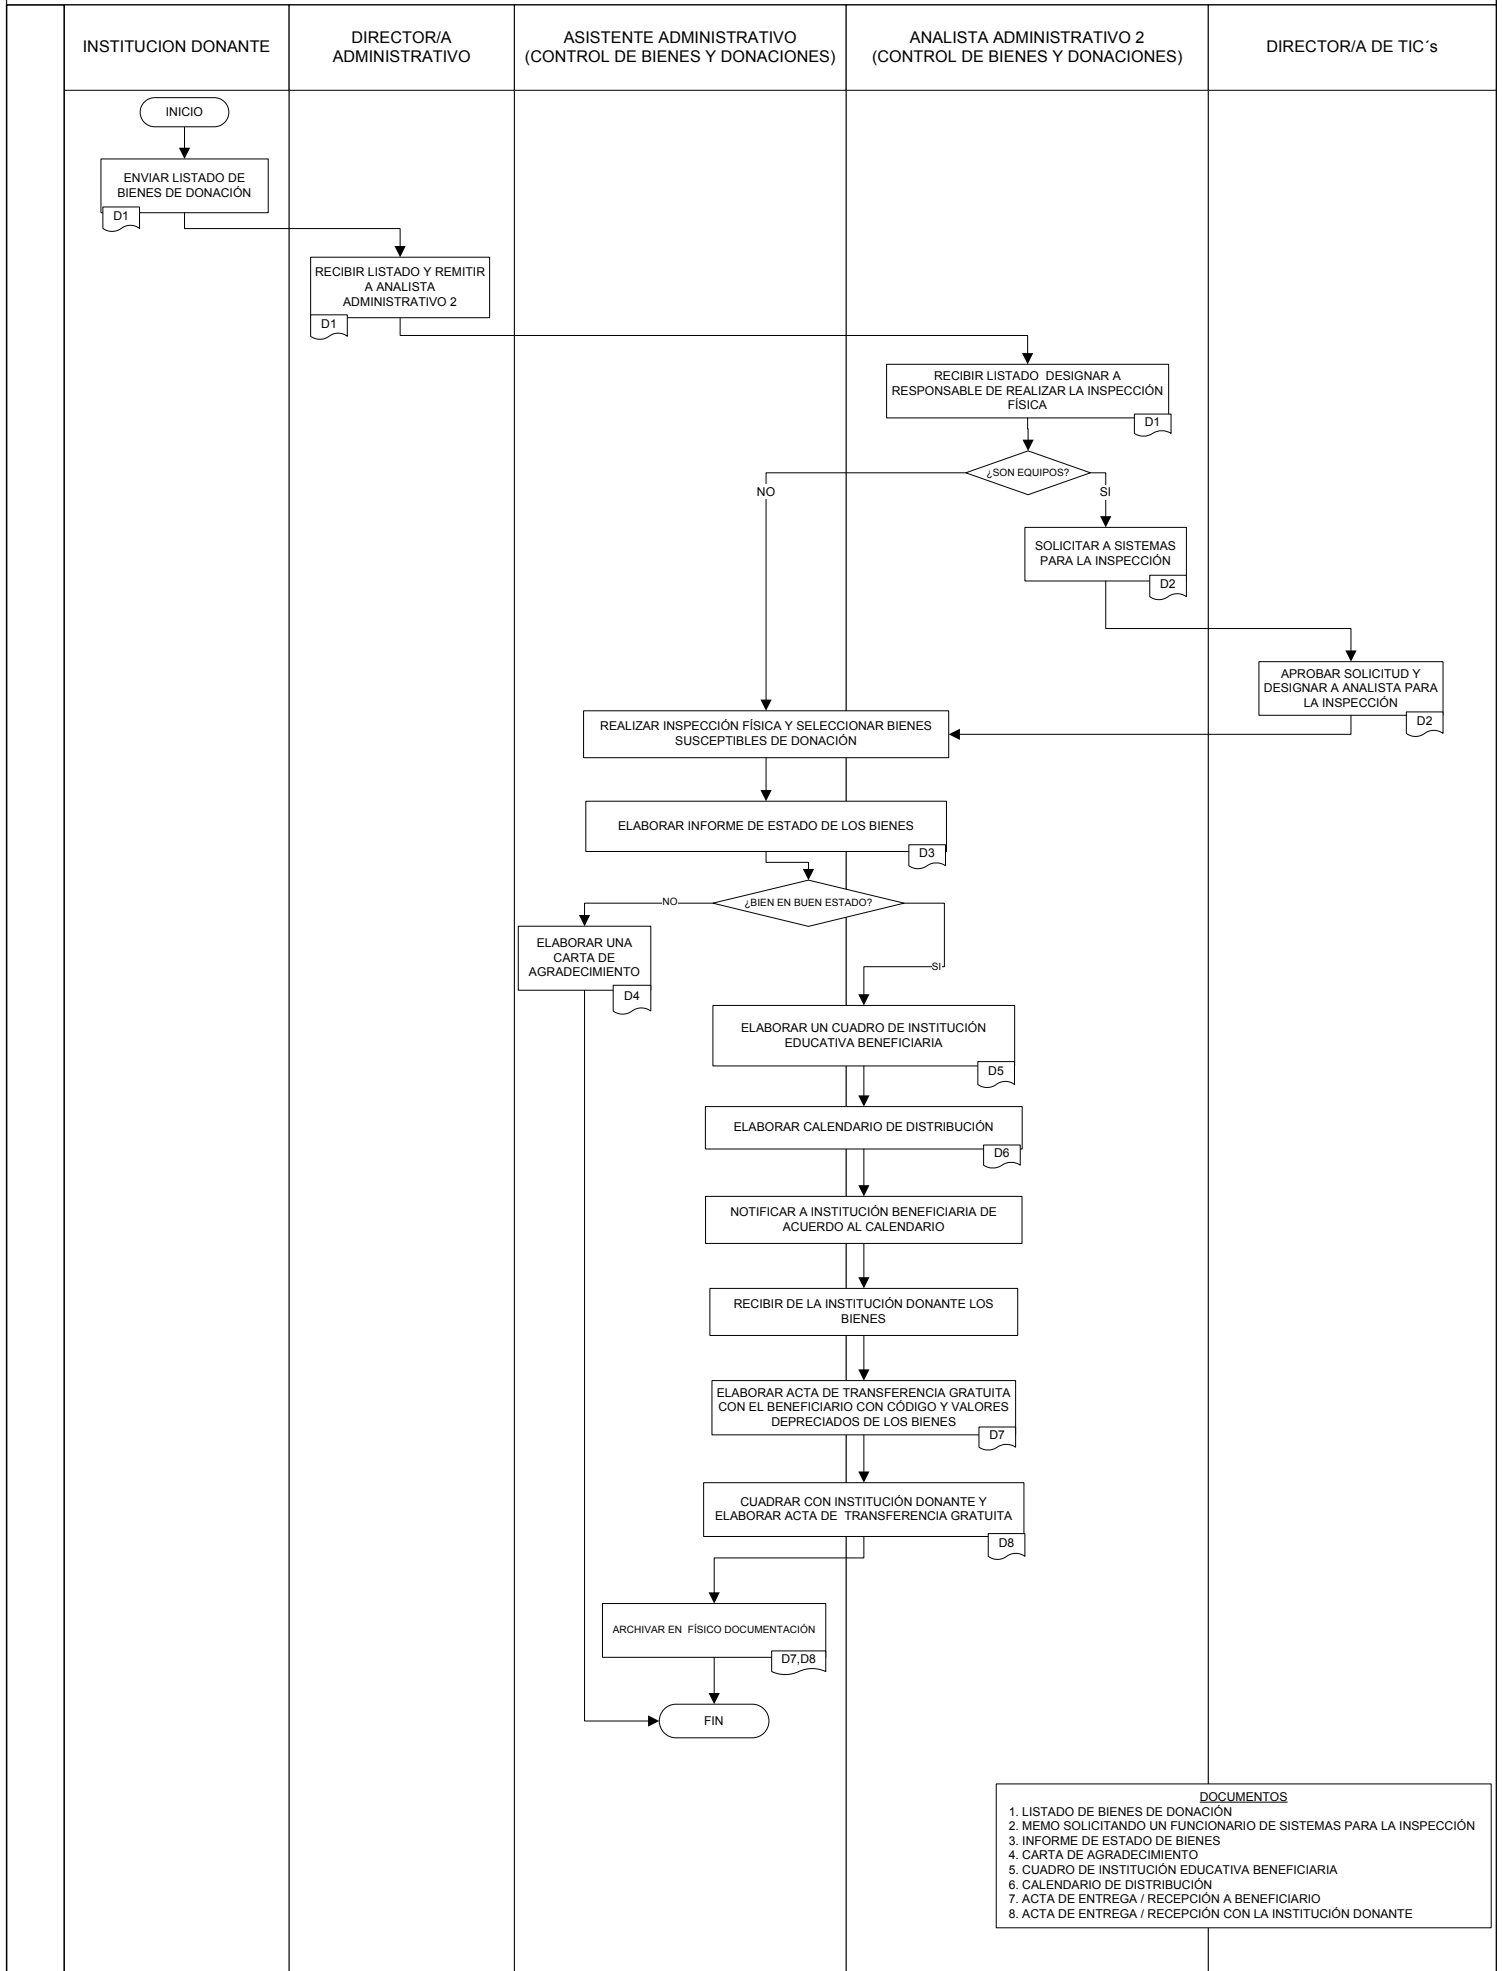 INSTITUCION DONANTE
DIRECTOR/A
ADMINISTRATIVO
ASISTENTE ADMINISTRATIVO
(CONTROL DE BIENES Y DONACIONES)
ANALISTA ADMINISTRATIVO 2
(CONTROL DE BIENES Y DONACIONES)
DIRECTOR/A DE TIC´s
INICIO
ENVIAR LISTADO DE
BIENES DE DONACIÓN
D1
RECIBIR LISTADO Y REMITIR
A ANALISTA
ADMINISTRATIVO 2
D1
RECIBIR LISTADO  DESIGNAR A
RESPONSABLE DE REALIZAR LA INSPECCIÓN
FÍSICA
D1
¿SON EQUIPOS?
NO
SI
SOLICITAR A SISTEMAS
PARA LA INSPECCIÓN
D2
APROBAR SOLICITUD Y
DESIGNAR A ANALISTA PARA
LA INSPECCIÓN
D2
REALIZAR INSPECCIÓN FÍSICA Y SELECCIONAR BIENES
SUSCEPTIBLES DE DONACIÓN
ELABORAR INFORME DE ESTADO DE LOS BIENES
D3
¿BIEN EN BUEN ESTADO?
NO
SI
ELABORAR UNA
CARTA DE
AGRADECIMIENTO
D4
ELABORAR UN CUADRO DE INSTITUCIÓN
EDUCATIVA BENEFICIARIA
D5
ELABORAR CALENDARIO DE DISTRIBUCIÓN
D6
NOTIFICAR A INSTITUCIÓN BENEFICIARIA DE
ACUERDO AL CALENDARIO
RECIBIR DE LA INSTITUCIÓN DONANTE LOS
BIENES
ELABORAR ACTA DE TRANSFERENCIA GRATUITA
CON EL BENEFICIARIO CON CÓDIGO Y VALORES
DEPRECIADOS DE LOS BIENES
D7
CUADRAR CON INSTITUCIÓN DONANTE Y
ELABORAR ACTA DE  TRANSFERENCIA GRATUITA
D8
ARCHIVAR EN  FÍSICO DOCUMENTACIÓN
D7,D8
FIN
DOCUMENTOS
1. LISTADO DE BIENES DE DONACIÓN
2. MEMO SOLICITANDO UN FUNCIONARIO DE SISTEMAS PARA LA INSPECCIÓN
3. INFORME DE ESTADO DE BIENES
4. CARTA DE AGRADECIMIENTO
5. CUADRO DE INSTITUCIÓN EDUCATIVA BENEFICIARIA
6. CALENDARIO DE DISTRIBUCIÓN
7. ACTA DE ENTREGA / RECEPCIÓN A BENEFICIARIO
8. ACTA DE ENTREGA / RECEPCIÓN CON LA INSTITUCIÓN DONANTE